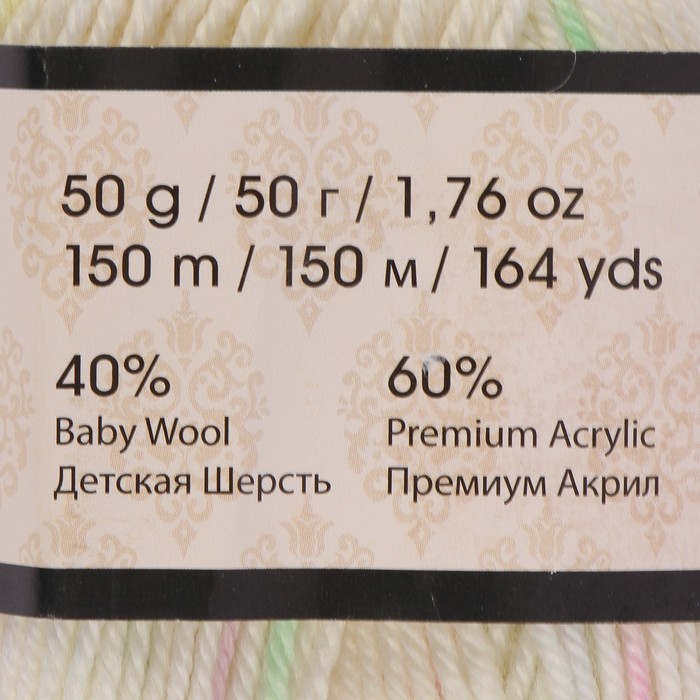 50 g / 50 г / 1,76 oz
150 m / 150 м / 164 yds
40%
Baby Wool
Детская Шерсть
60%
Premium Acrylic
Премиум Акрил